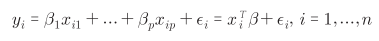 y_i = β_1 x_{i1} + … + β_p x_{ip} + ϵ_i = x_i^⊤ β + ϵ_i, i = 1, …, n